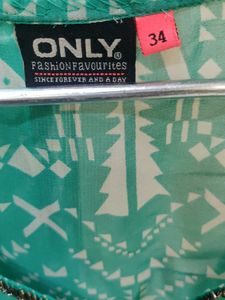 ONLY®
FasHionFavourites
SINCE FOREVER AND A DAY
34